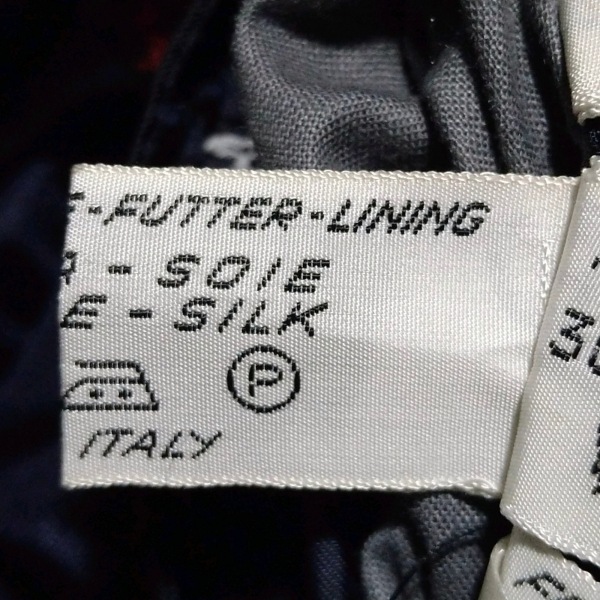 -FUTTER-LINING
A-SOIE
E-SILK
P
ITALY